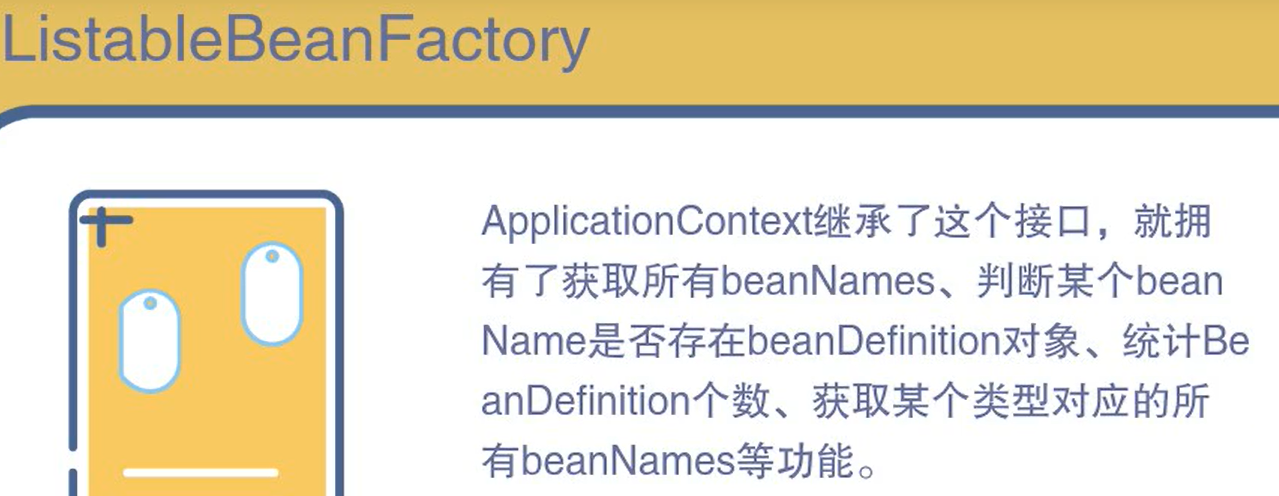 ListableBeanFactory
ApplicationContext继承了这个接口，就拥
有了获取所有beanNames、判断某个bean
Name是否存在beanDefinition对象、统计Be
anDefinition个数、获取某个类型对应的所
有beanNames等功能。